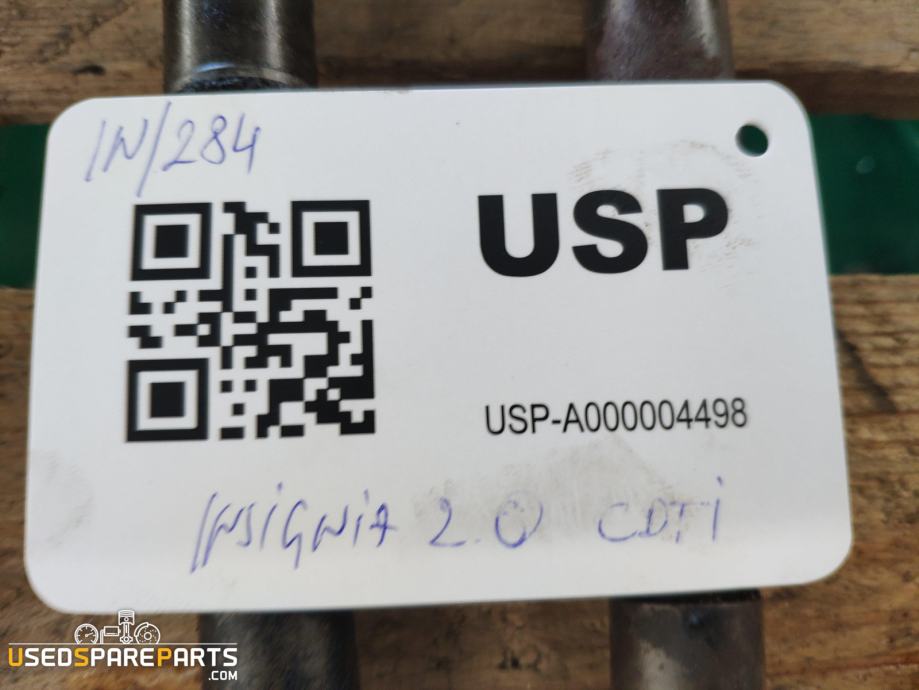 IN/284
USP
USP-A000004498
INSiGNiA 2.0 CDTi
USEDSPAREPARTS
.COM